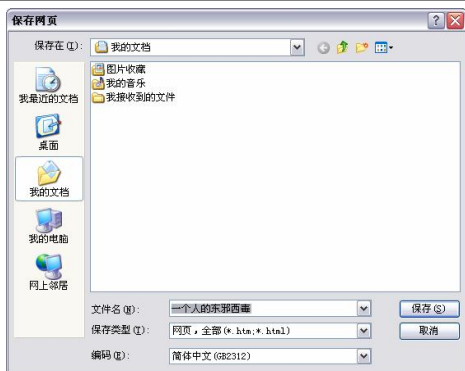 保存网页
保存在(I):
我的文档
图片收藏
我的音乐
我接收到的文件
我最近的文档
桌面
我的文档
我的电脑
网上邻居
文件名(N):
一个人的东邪西毒
保存(S)
保存类型(T):
网页，全部(*.htm;*.html)
取消
编码(E):
简体中文(GB2312)